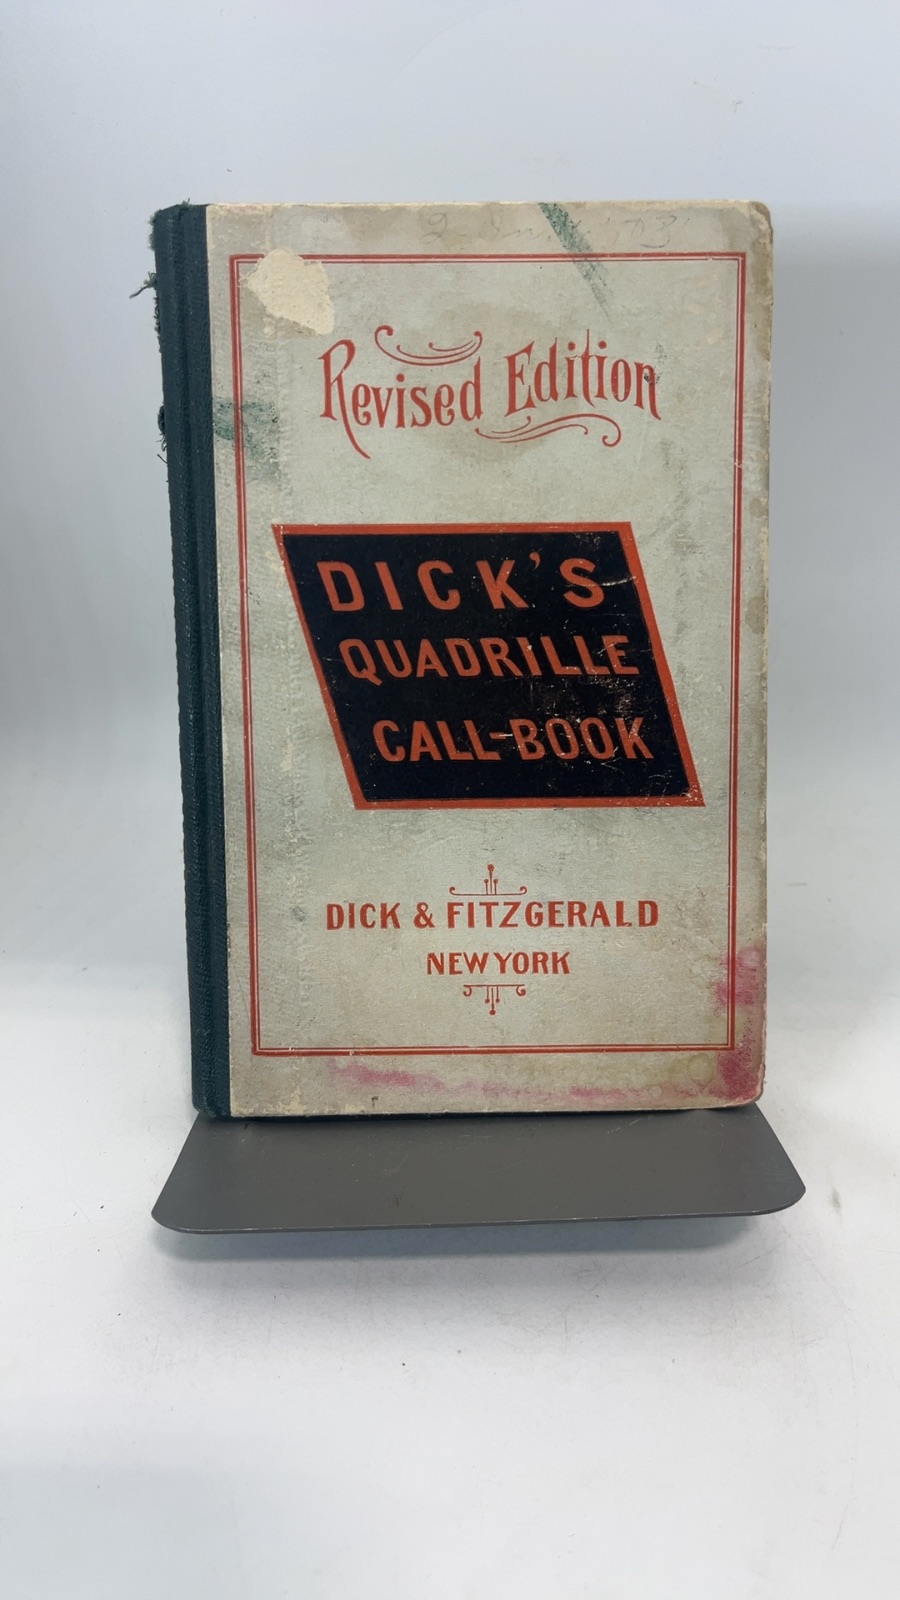 Revised Edition
DICK'S
QUADRILLE
CALL-BOOK
DICK & FITZGERALD
NEW YORK